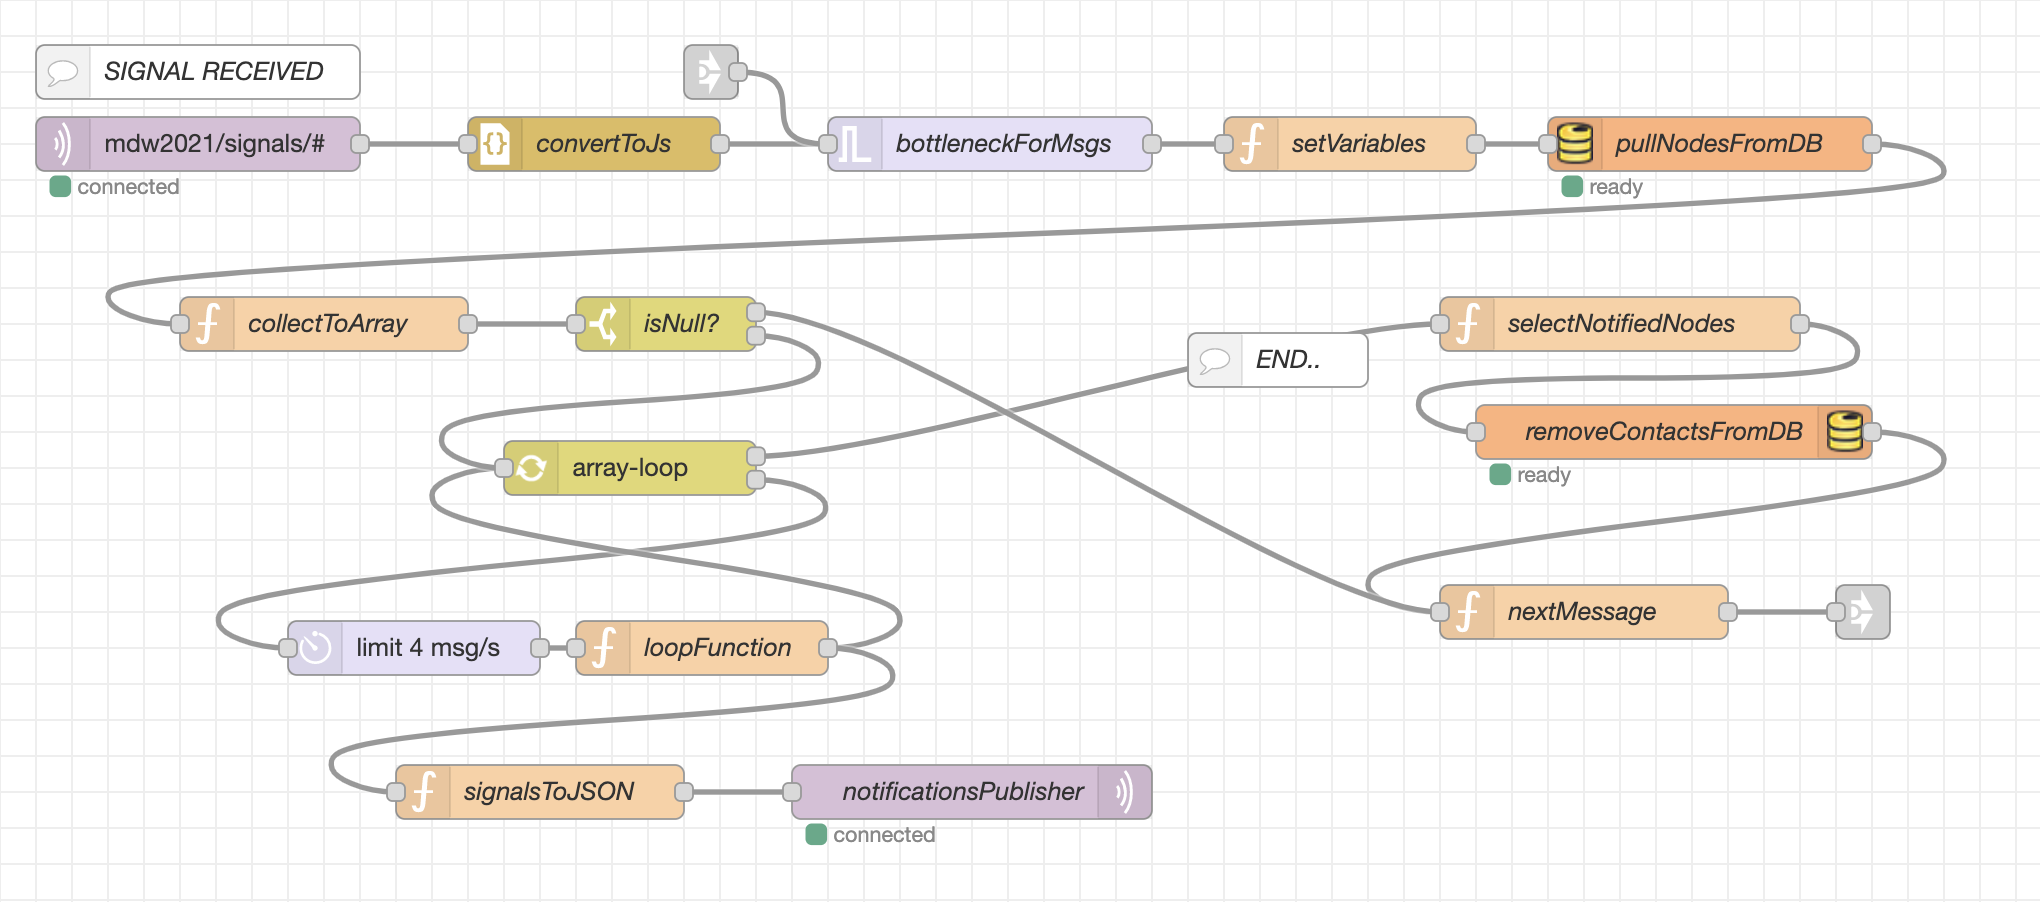 SIGNAL RECEIVED
mdw2021/signals/#
convertToJs
bottleneckForMsgs
setVariables
pullNodesFromDB
connected
ready
collectToArray
isNull?
selectNotifiedNodes
END..
removeContactsFromDB
array-loop
ready
nextMessage
limit 4 msg/s
loopFunction
signalsToJSON
notificationsPublisher
connected